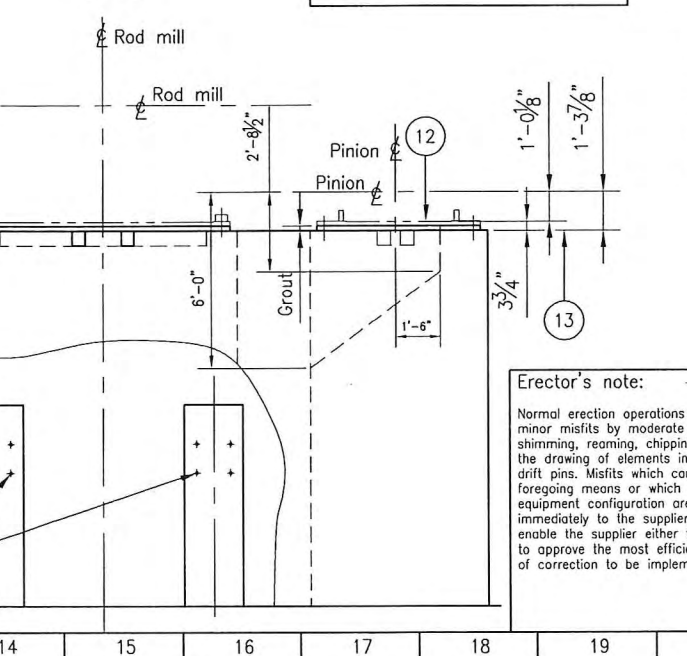 ℄ Rod mill
℄ Rod mill
2'-8½"
Pinion ℄
12
Pinion ℄
1'-0⅛"
1'-3⅞"
6'-0"
Grout
1'-6"
3¾"
13
Erector's note:
Normal erection operations
minor misfits by moderate
shimming, reaming, chippin
the drawing of elements in
drift pins. Misfits which ca
foregoing means or which
equipment configuration are
immediately to the supplier
enable the supplier either
to approve the most effici
of correction to be implem
14 15 16 17 18 19